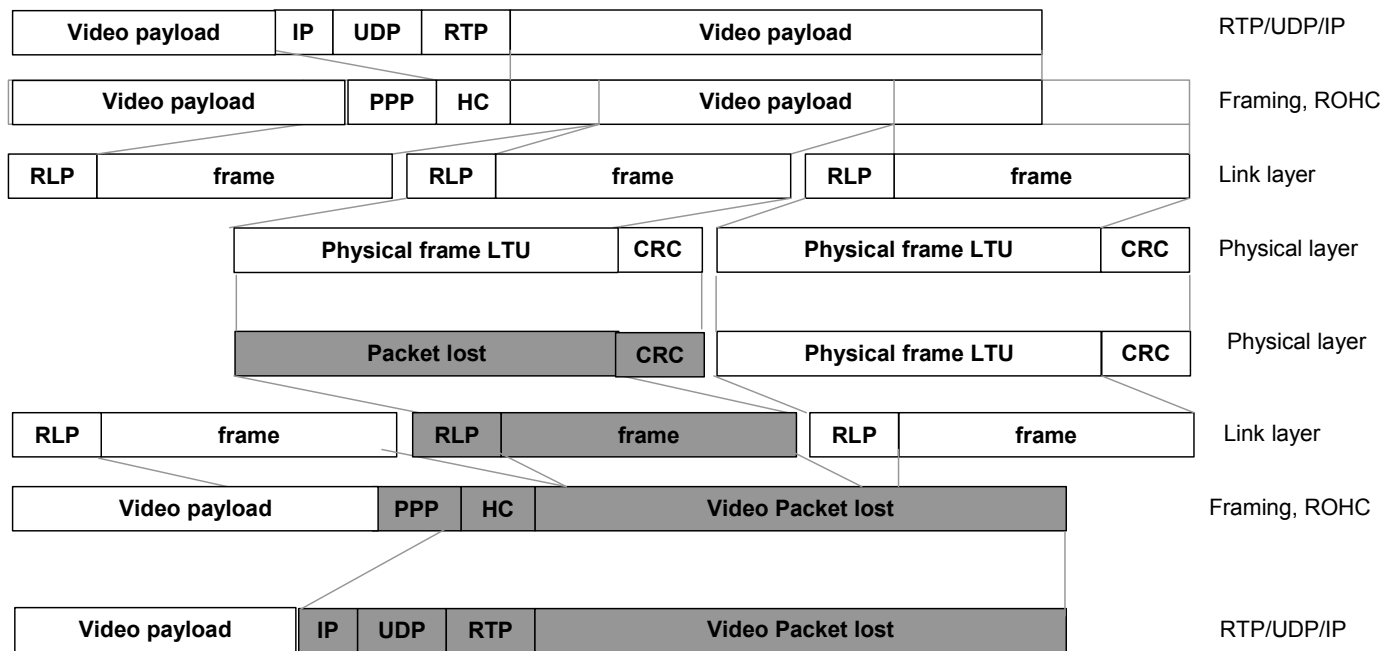 Video payload IP UDP RTP Video payload RTP/UDP/IP
Video payload PPP HC Video payload Framing, ROHC
RLP frame RLP frame RLP frame Link layer
Physical frame LTU CRC Physical frame LTU CRC Physical layer
Packet lost CRC Physical frame LTU CRC Physical layer
RLP frame RLP frame RLP frame Link layer
Video payload PPP HC Video Packet lost Framing, ROHC
Video payload IP UDP RTP Video Packet lost RTP/UDP/IP